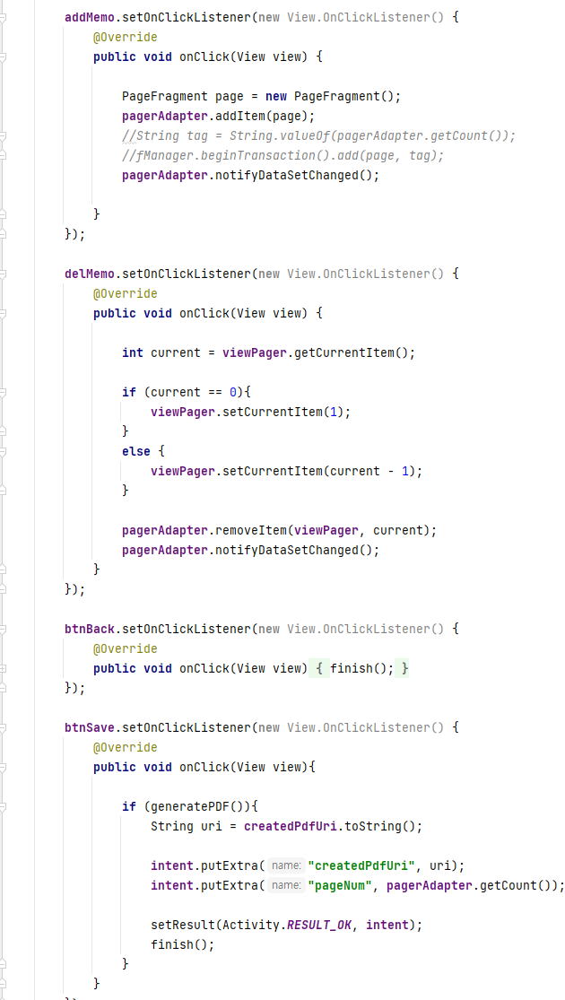 addMemo.setOnClickListener(new View.OnClickListener() {
@Override
public void onClick(View view) {
PageFragment page = new PageFragment();
pagerAdapter.addItem(page);
//String tag = String.valueOf(pagerAdapter.getCount());
//fManager.beginTransaction().add(page, tag);
pagerAdapter.notifyDataSetChanged();
}
});
delMemo.setOnClickListener(new View.OnClickListener() {
@Override
public void onClick(View view) {
int current = viewPager.getCurrentItem();
if (current == 0){
viewPager.setCurrentItem(1);
}
else {
viewPager.setCurrentItem(current - 1);
}
pagerAdapter.removeItem(viewPager, current);
pagerAdapter.notifyDataSetChanged();
}
});
btnBack.setOnClickListener(new View.OnClickListener() {
@Override
public void onClick(View view) { finish(); }
});
btnSave.setOnClickListener(new View.OnClickListener() {
@Override
public void onClick(View view){
if (generatePDF()){
String uri = createdPdfUri.toString();
intent.putExtra( name: "createdPdfUri", uri);
intent.putExtra( name: "pageNum", pagerAdapter.getCount());
setResult(Activity.RESULT_OK, intent);
finish();
}
}